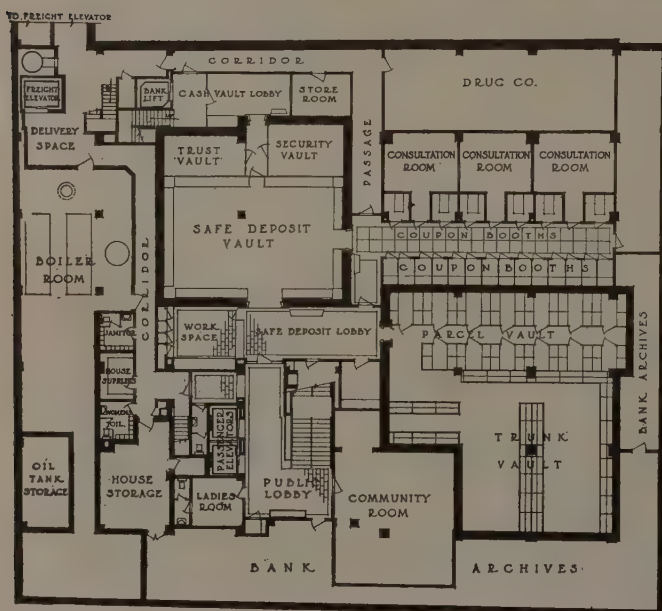 TO FREIGHT ELEVATOR
CORRIDOR
FREIGHT
ELEVATOR
BANK
LIFT
CASH VAULT LOBBY
STORE
ROOM
DRUG CO.
DELIVERY
SPACE
TRUST
VAULT
SECURITY
VAULT
PASSAGE
CONSULTATION
ROOM
CONSULTATION
ROOM
CONSULTATION
ROOM
SAFE DEPOSIT
VAULT
COUPON BOOTHS
COUPON BOOTHS
BOILER
ROOM
CORRIDOR
JANITOR
WORK
SPACE
SAFE DEPOSIT LOBBY
PARCEL VAULT
BANK ARCHIVES
HOUSE
SUPPLIES
WOMENS
TOIL.
PASSENGER
ELEVATORS
OIL
TANK
STORAGE
HOUSE
STORAGE
LADIES
ROOM
PUBLIC
LOBBY
COMMUNITY
ROOM
TRUNK
VAULT
BANK ARCHIVES